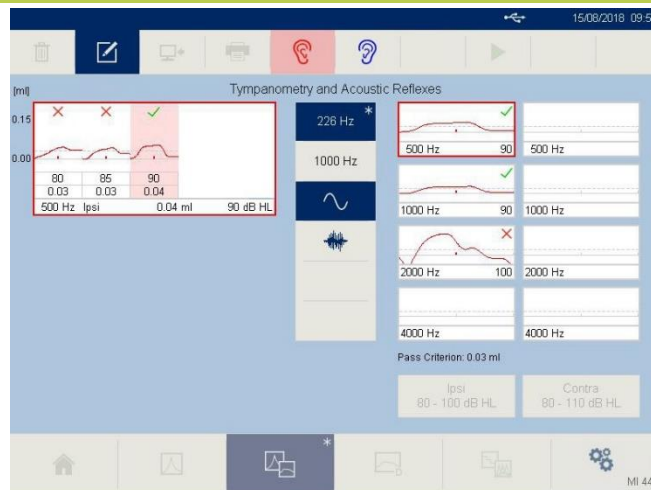 15/08/2018 09:5
Tympanometry and Acoustic Reflexes
[ml]
0.15
0.00
80 85 90
0.03 0.03 0.04
500 Hz Ipsi 0.04 ml 90 dB HL
226 Hz *
1000 Hz
500 Hz 90
500 Hz
1000 Hz 90
1000 Hz
2000 Hz 100
2000 Hz
4000 Hz
4000 Hz
Pass Criterion: 0.03 ml
Ipsi
80 - 100 dB HL
Contra
80 - 110 dB HL
*
MI 44